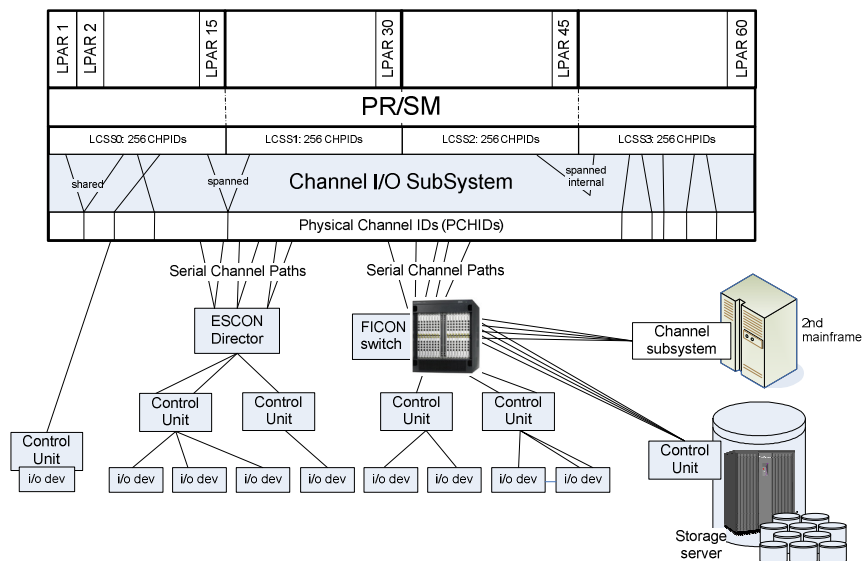 LPAR 1
LPAR 2
LPAR 15
LPAR 30
LPAR 45
LPAR 60
PR/SM
LCSS0: 256 CHPIDs
LCSS1: 256 CHPIDs
LCSS2: 256 CHPIDs
LCSS3: 256 CHPIDs
shared
spanned
Channel I/O SubSystem
spanned
internal
Physical Channel IDs (PCHIDs)
Serial Channel Paths
Serial Channel Paths
ESCON
Director
FICON
switch
Channel
subsystem
2nd
mainframe
Control
Unit
Control
Unit
Control
Unit
Control
Unit
Control
Unit
i/o dev
Control
Unit
i/o dev
i/o dev
i/o dev
i/o dev
i/o dev
i/o dev
i/o dev
i/o dev
Storage
server